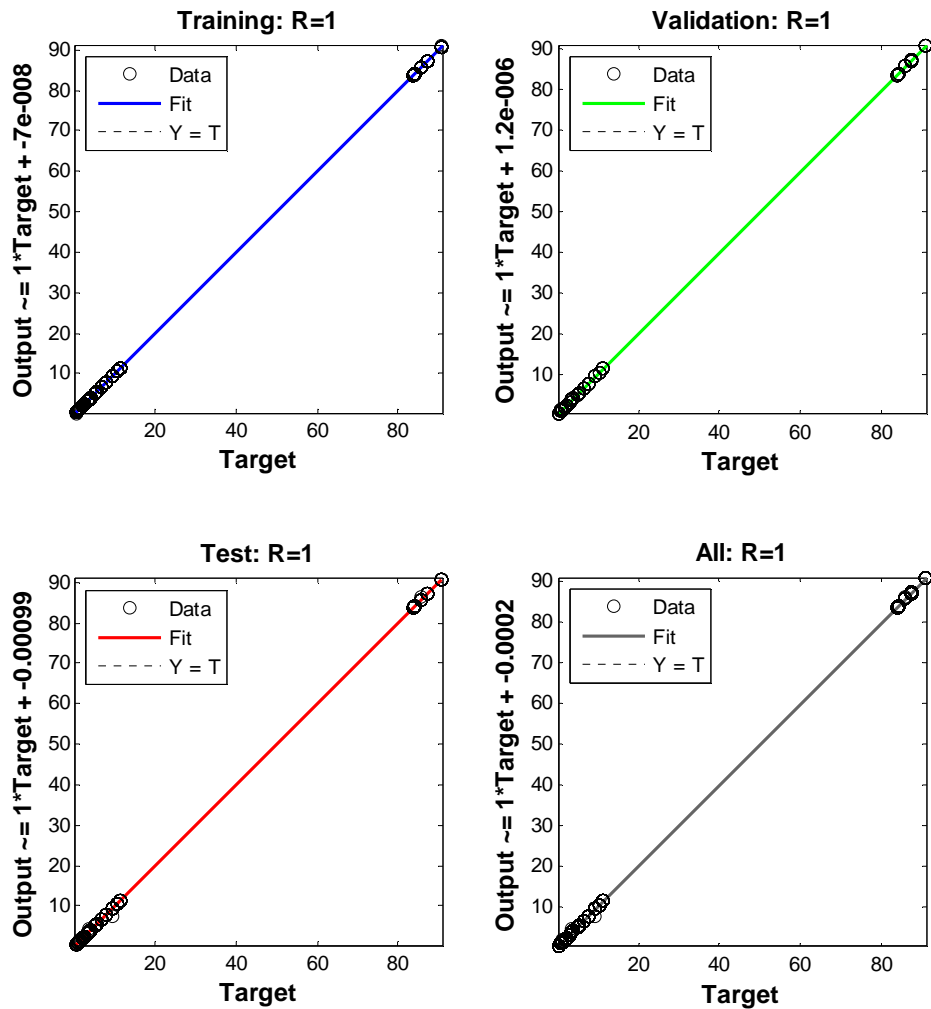 Training: R=1
Output ~= 1*Target + -7e-008
90
80
70
60
50
40
30
20
10
Data
Fit
Y = T
20
40
60
80
Target
Validation: R=1
Output ~= 1*Target + 1.2e-006
90
80
70
60
50
40
30
20
10
Data
Fit
Y = T
20
40
60
80
Target
Test: R=1
Output ~= 1*Target + -0.00099
90
80
70
60
50
40
30
20
10
Data
Fit
Y = T
20
40
60
80
Target
All: R=1
Output ~= 1*Target + -0.0002
90
80
70
60
50
40
30
20
10
Data
Fit
Y = T
20
40
60
80
Target